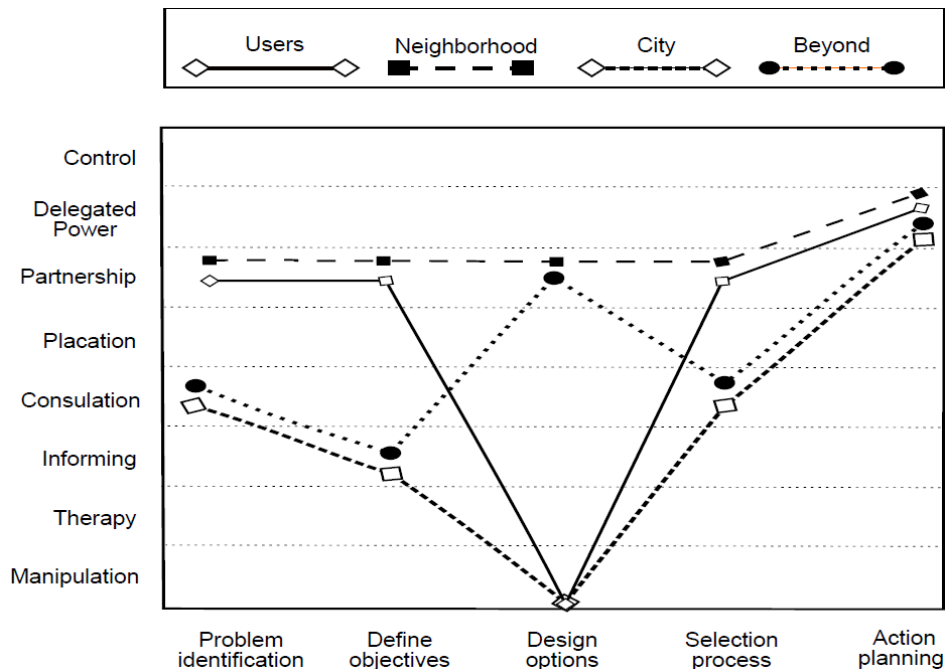 Users Neighborhood City Beyond
Control
Delegated
Power
Partnership
Placation
Consulation
Informing
Therapy
Manipulation
Problem
identification
Define
objectives
Design
options
Selection
process
Action
planning